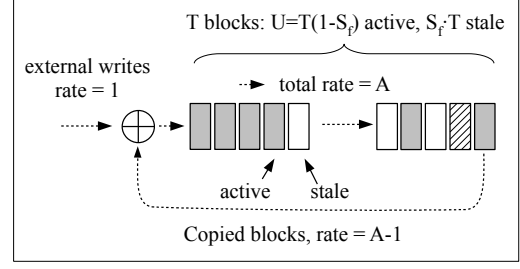 T blocks: U=T(1-S_f) active, S_f·T stale
external writes
rate = 1
total rate = A
active
stale
Copied blocks, rate = A-1